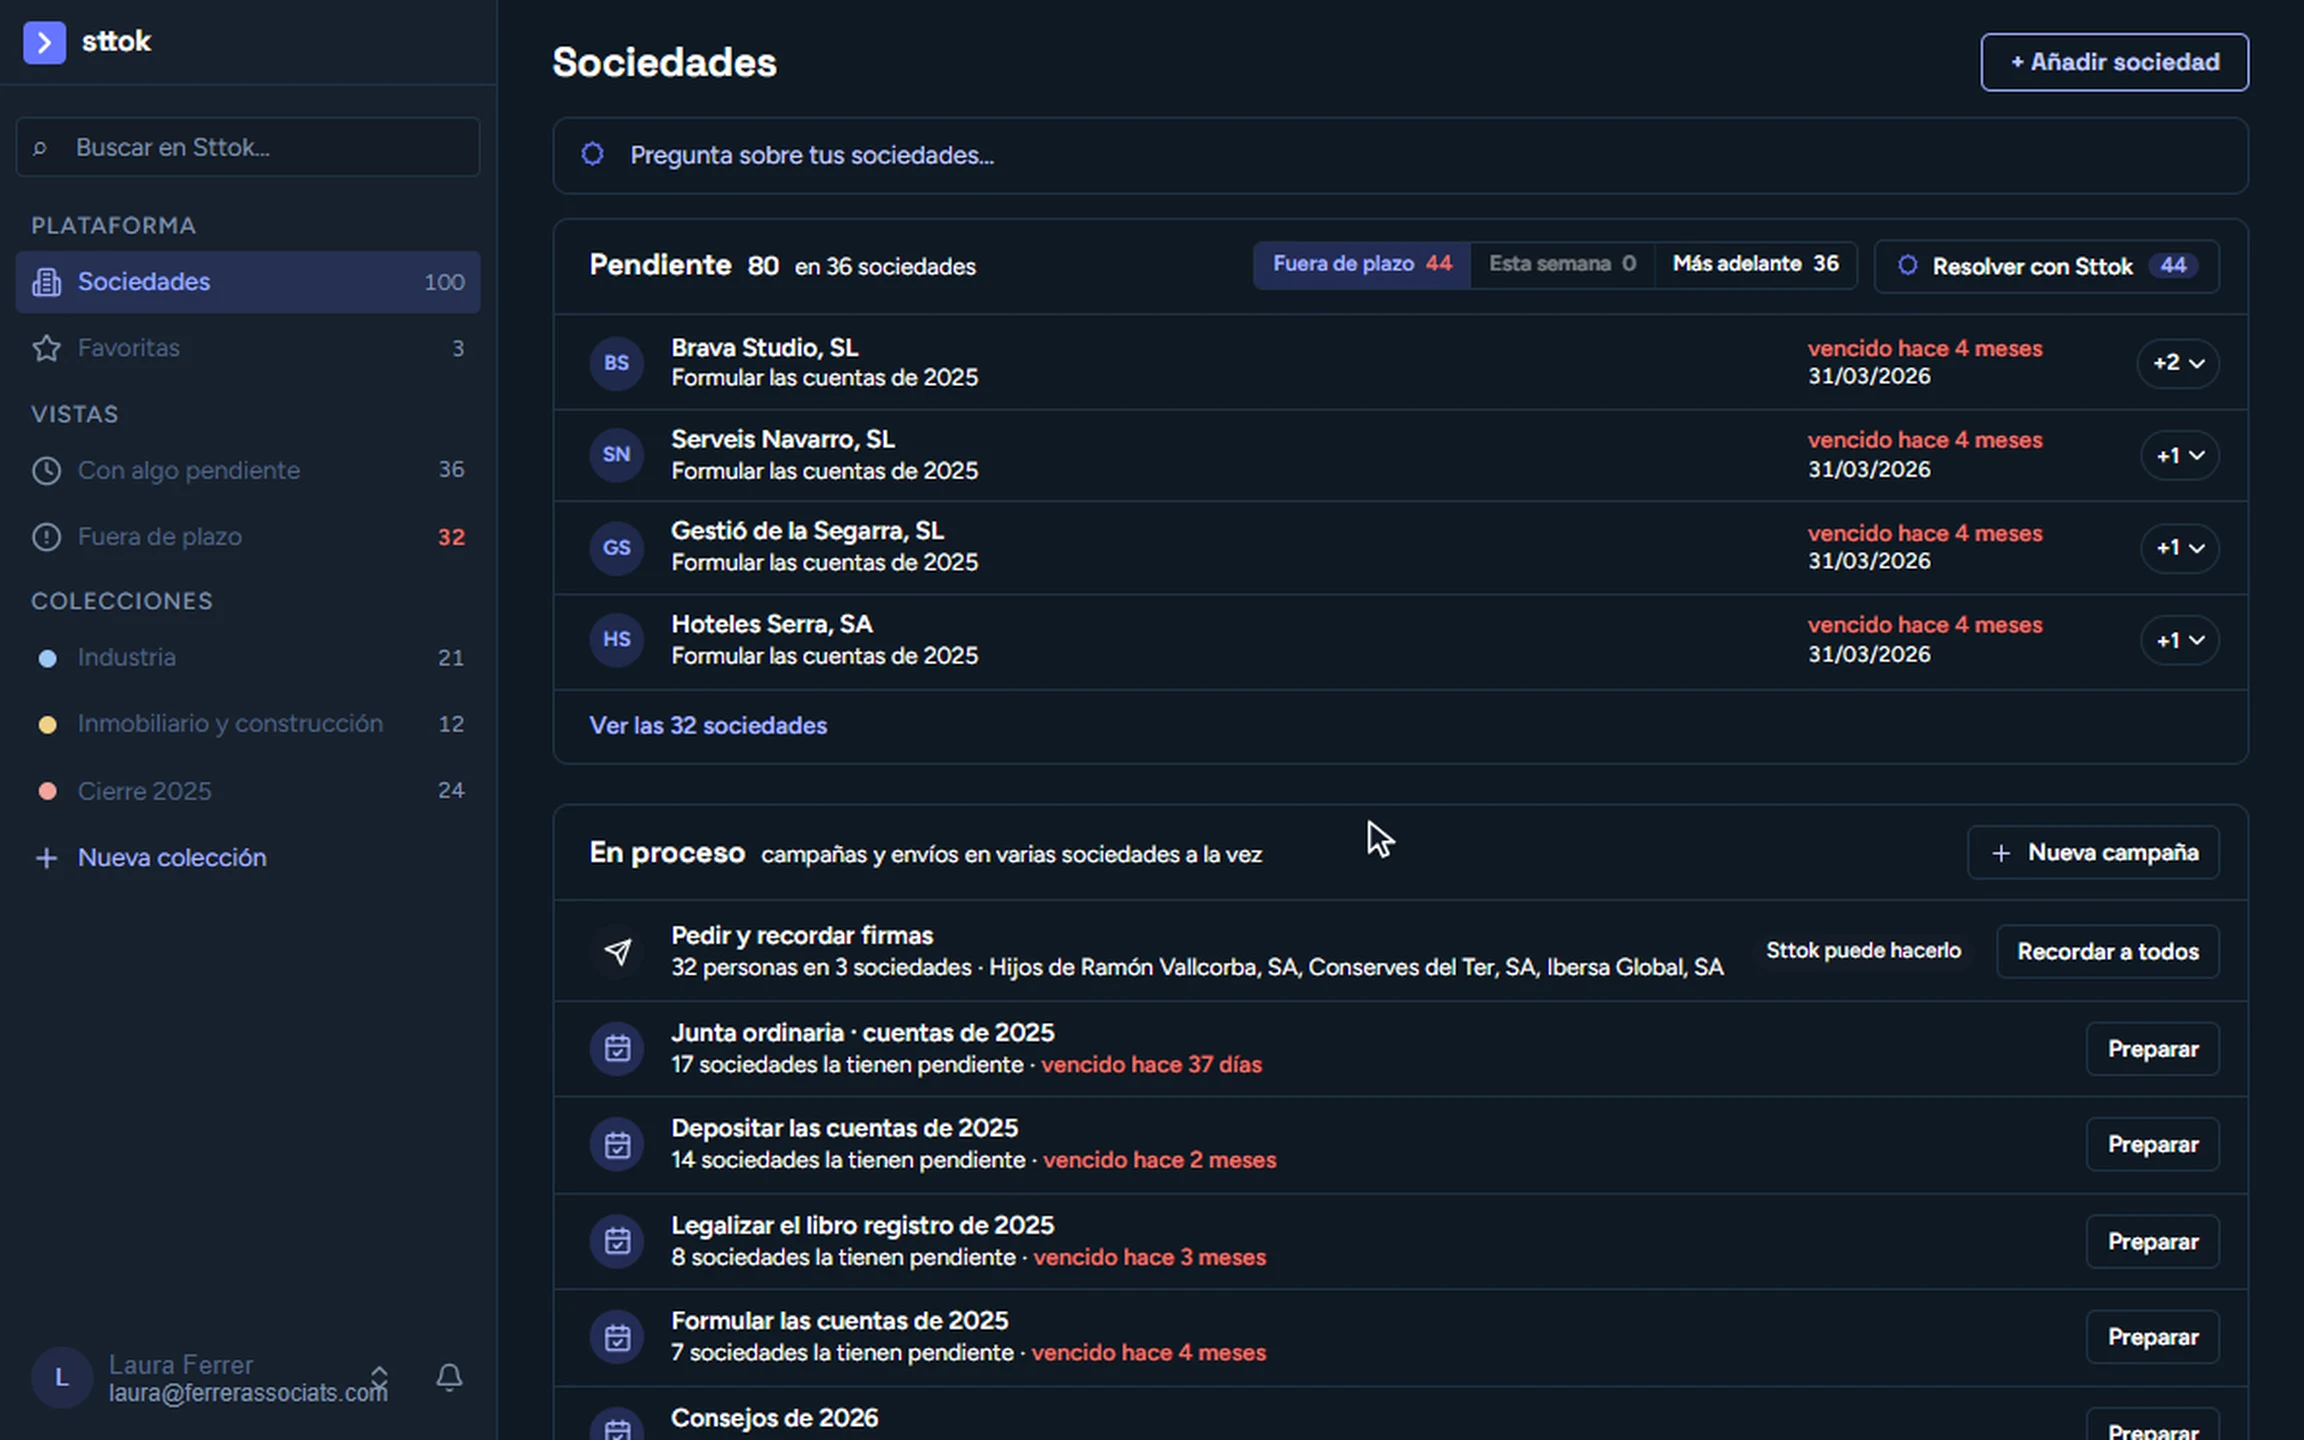 sttok
Buscar en Sttok...
PLATAFORMA
Sociedades 100
Favoritas 3
VISTAS
Con algo pendiente 36
Fuera de plazo 32
COLECCIONES
Industria 21
Inmobiliario y construcción 12
Cierre 2025 24
+ Nueva colección
L
Laura Ferrer
laura@ferrerassociats.com
Sociedades
+ Añadir sociedad
Pregunta sobre tus sociedades...
Pendiente 80 en 36 sociedades
Fuera de plazo 44
Esta semana 0
Más adelante 36
Resolver con Sttok 44
BS
Brava Studio, SL
Formular las cuentas de 2025
vencido hace 4 meses
31/03/2026
+2
SN
Serveis Navarro, SL
Formular las cuentas de 2025
vencido hace 4 meses
31/03/2026
+1
GS
Gestió de la Segarra, SL
Formular las cuentas de 2025
vencido hace 4 meses
31/03/2026
+1
HS
Hoteles Serra, SA
Formular las cuentas de 2025
vencido hace 4 meses
31/03/2026
+1
Ver las 32 sociedades
En proceso campañas y envíos en varias sociedades a la vez
+ Nueva campaña
Pedir y recordar firmas
32 personas en 3 sociedades · Hijos de Ramón Vallcorba, SA, Conserves del Ter, SA, Ibersa Global, SA
Sttok puede hacerlo
Recordar a todos
Junta ordinaria · cuentas de 2025
17 sociedades la tienen pendiente · vencido hace 37 días
Preparar
Depositar las cuentas de 2025
14 sociedades la tienen pendiente · vencido hace 2 meses
Preparar
Legalizar el libro registro de 2025
8 sociedades la tienen pendiente · vencido hace 3 meses
Preparar
Formular las cuentas de 2025
7 sociedades la tienen pendiente · vencido hace 4 meses
Preparar
Consejos de 2026
Preparar